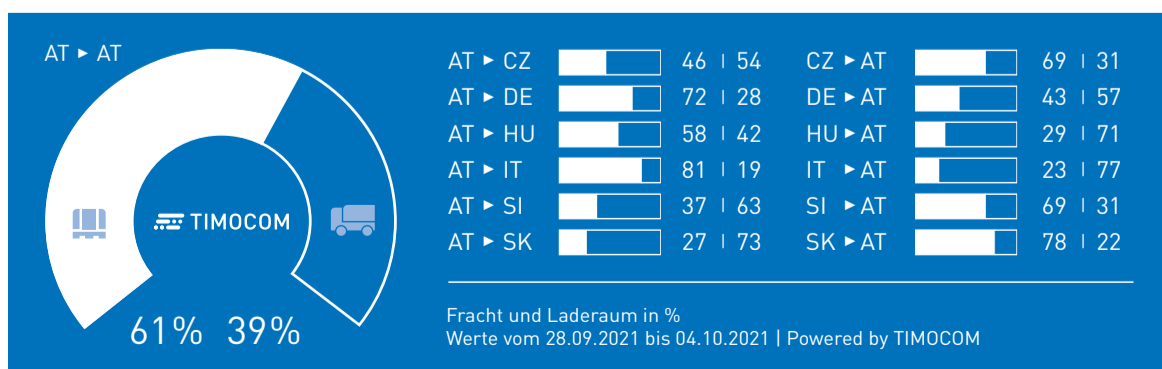 AT ► AT
TIMOCOM
61% 39%
AT ► CZ 46 | 54 CZ ► AT 69 | 31
AT ► DE 72 | 28 DE ► AT 43 | 57
AT ► HU 58 | 42 HU ► AT 29 | 71
AT ► IT 81 | 19 IT ► AT 23 | 77
AT ► SI 37 | 63 SI ► AT 69 | 31
AT ► SK 27 | 73 SK ► AT 78 | 22
Fracht und Laderaum in %
Werte vom 28.09.2021 bis 04.10.2021 | Powered by TIMOCOM